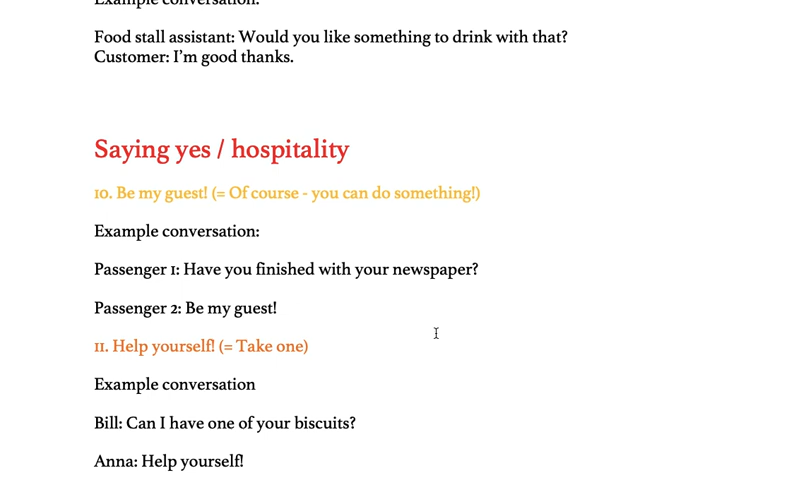 Example conversation:
Food stall assistant: Would you like something to drink with that?
Customer: I'm good thanks.
Saying yes / hospitality
10. Be my guest! (= Of course - you can do something!)
Example conversation:
Passenger 1: Have you finished with your newspaper?
Passenger 2: Be my guest!
11. Help yourself! (= Take one)
Example conversation
Bill: Can I have one of your biscuits?
Anna: Help yourself!